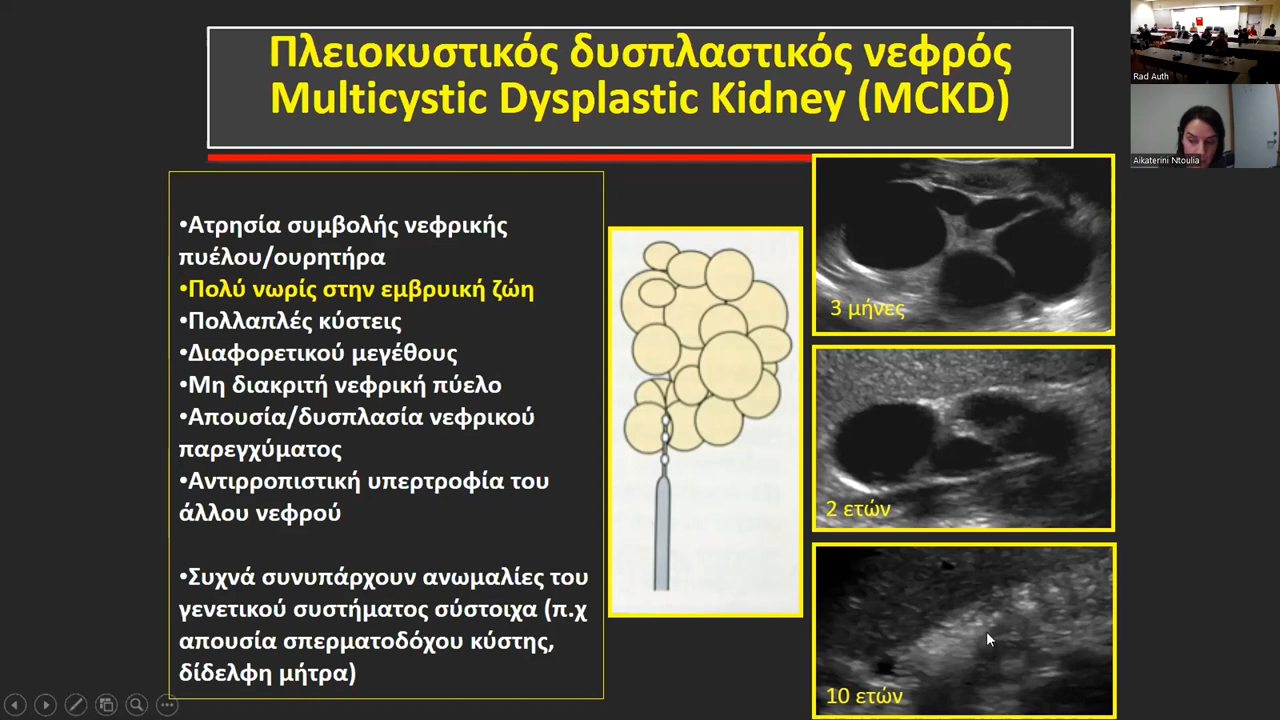 Πλειοκυστικός δυσπλαστικός νεφρός
Multicystic Dysplastic Kidney (MCKD)
•Ατρησία συμβολής νεφρικής
πυέλου/ουρητήρα
•Πολύ νωρίς στην εμβρυική ζώη
•Πολλαπλές κύστεις
•Διαφορετικού μεγέθους
•Μη διακριτή νεφρική πύελο
•Απουσία/δυσπλασία νεφρικού
παρεγχύματος
•Αντιρροπιστική υπερτροφία του
άλλου νεφρού
•Συχνά συνυπάρχουν ανωμαλίες του
γενετικού συστήματος σύστοιχα (π.χ
απουσία σπερματοδόχου κύστης,
δίδελφη μήτρα)
3 μήνες
2 ετών
10 ετών
Rad Auth
Aikaterini Ntoulia